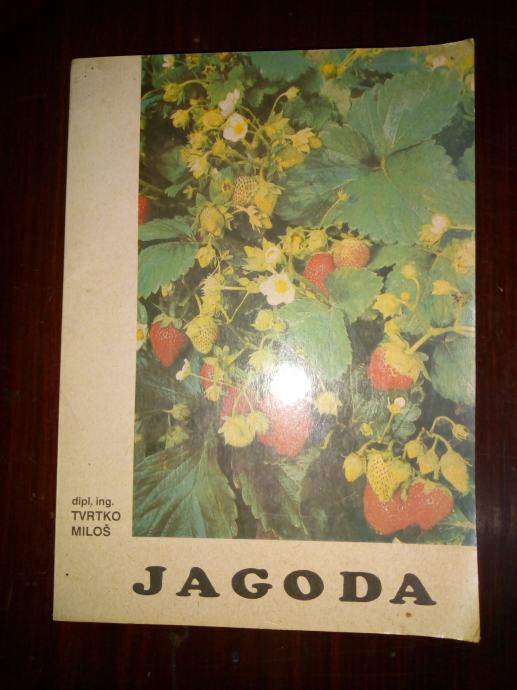 dipl, ing.
TVRTKO
MILOŠ
JAGODA